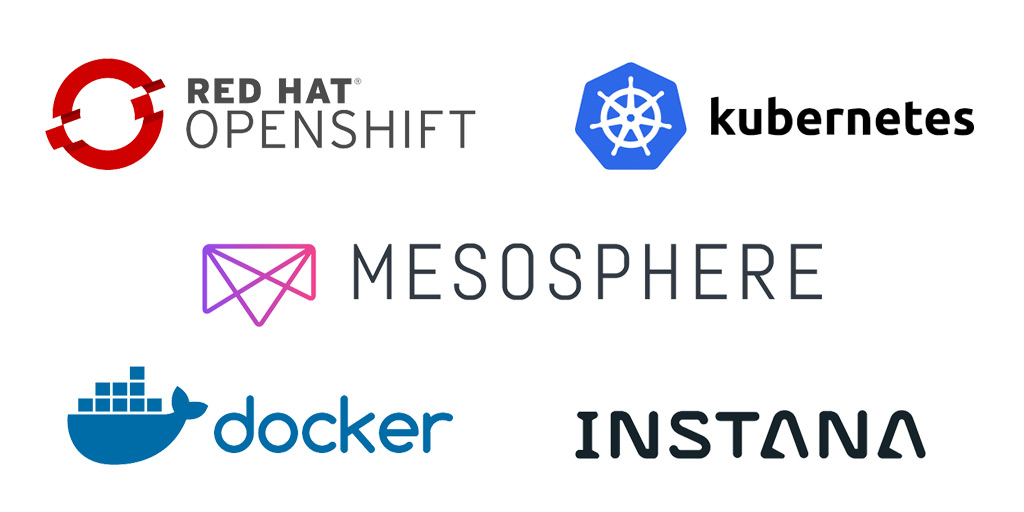 RED HAT®
OPENSHIFT
kubernetes
MESOSPHERE
docker
INSTANA